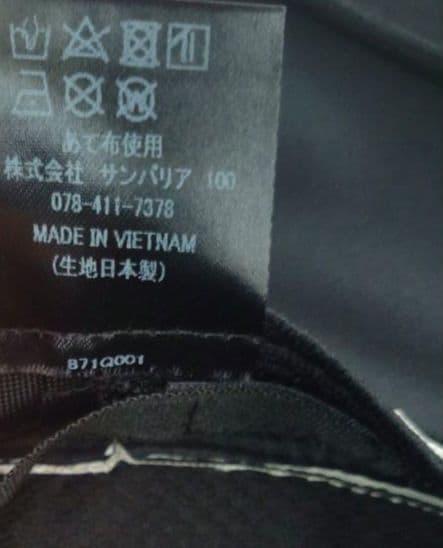 あて布使用
株式会社 サンバリア 100
078-411-7378
MADE IN VIETNAM
(生地日本製)
B71Q001